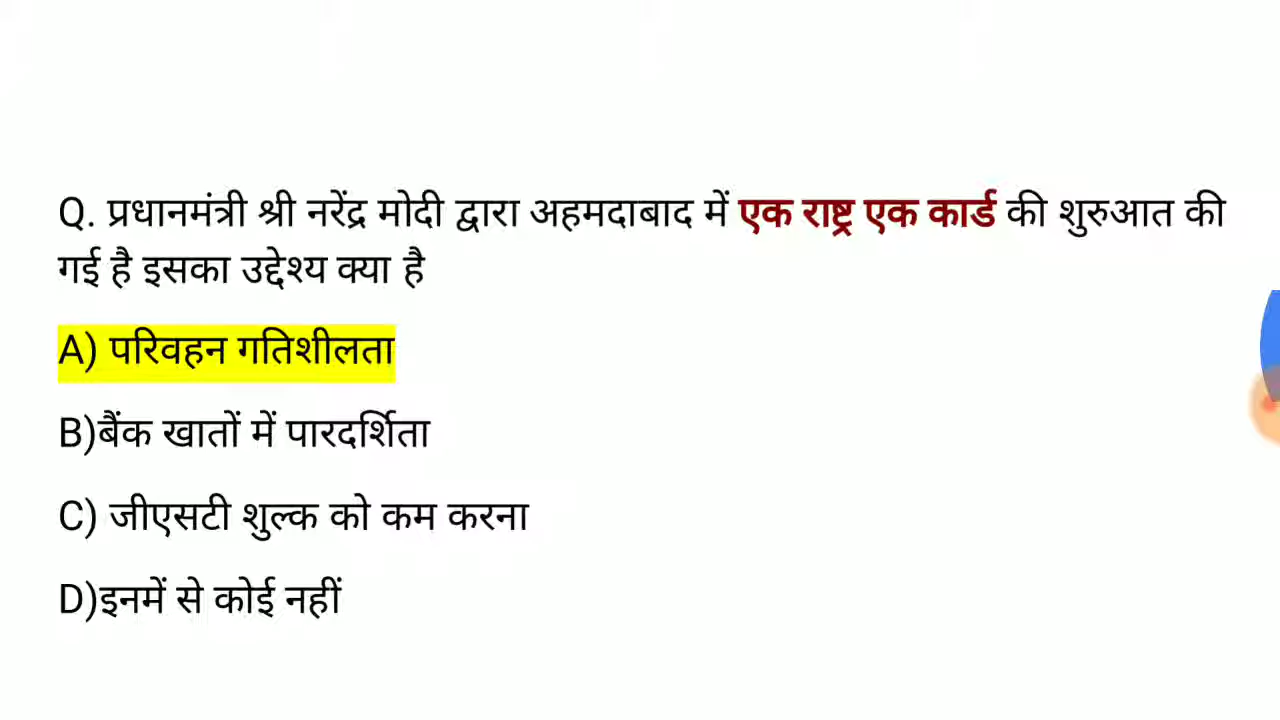 Q. प्रधानमंत्री श्री नरेंद्र मोदी द्वारा अहमदाबाद में एक राष्ट्र एक कार्ड की शुरुआत की
गई है इसका उद्देश्य क्या है
A) परिवहन गतिशीलता
B)बैंक खातों में पारदर्शिता
C) जीएसटी शुल्क को कम करना
D)इनमें से कोई नहीं